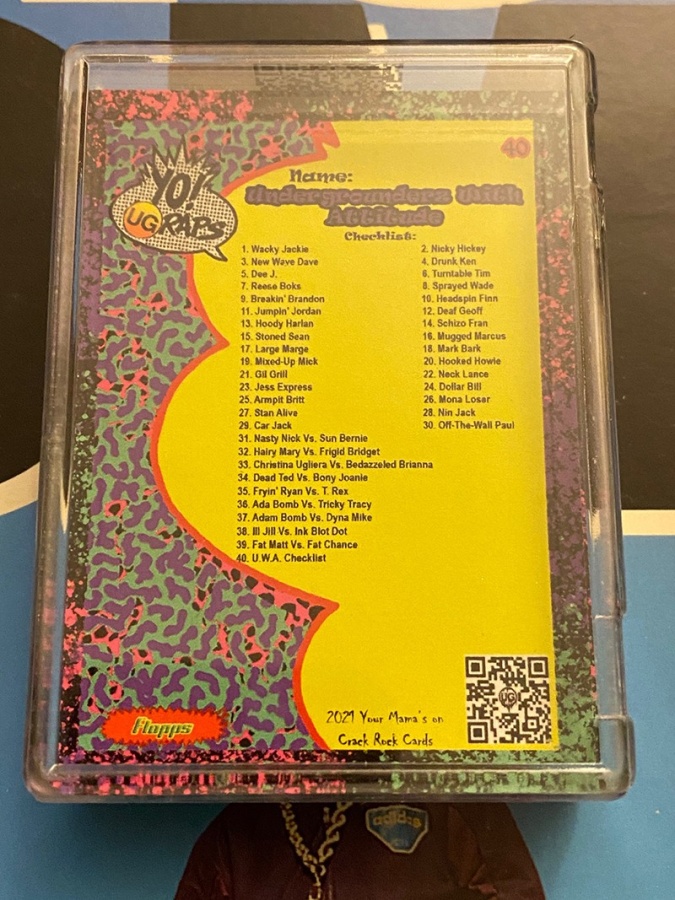 40
YO!
UG RAPS
Name:
Undergrounderz With
Attitude
Checklist:
1. Wacky Jackie
2. Nicky Hickey
3. New Wave Dave
4. Drunk Ken
5. Dee J.
6. Turntable Tim
7. Reese Boks
8. Sprayed Wade
9. Breakin' Brandon
10. Headspin Finn
11. Jumpin' Jordan
12. Deaf Geoff
13. Hoody Harlan
14. Schizo Fran
15. Stoned Sean
16. Mugged Marcus
17. Large Marge
18. Mark Bark
19. Mixed-Up Mick
20. Hooked Howie
21. Gil Grill
22. Neck Lance
23. Jess Express
24. Dollar Bill
25. Armpit Britt
26. Mona Loser
27. Stan Alive
28. Nin Jack
29. Car Jack
30. Off-The-Wall Paul
31. Nasty Nick Vs. Sun Bernie
32. Hairy Mary Vs. Frigid Bridget
33. Christina Ugliera Vs. Bedazzeled Brianna
34. Dead Ted Vs. Bony Joanie
35. Fryin' Ryan Vs. T. Rex
36. Ada Bomb Vs. Tricky Tracy
37. Adam Bomb Vs. Dyna Mike
38. Ill Jill Vs. Ink Blot Dot
39. Fat Matt Vs. Fat Chance
40. U.W.A. Checklist
UG
Flopps
2021 Your Mama's on
Crack Rock Cards
adidas